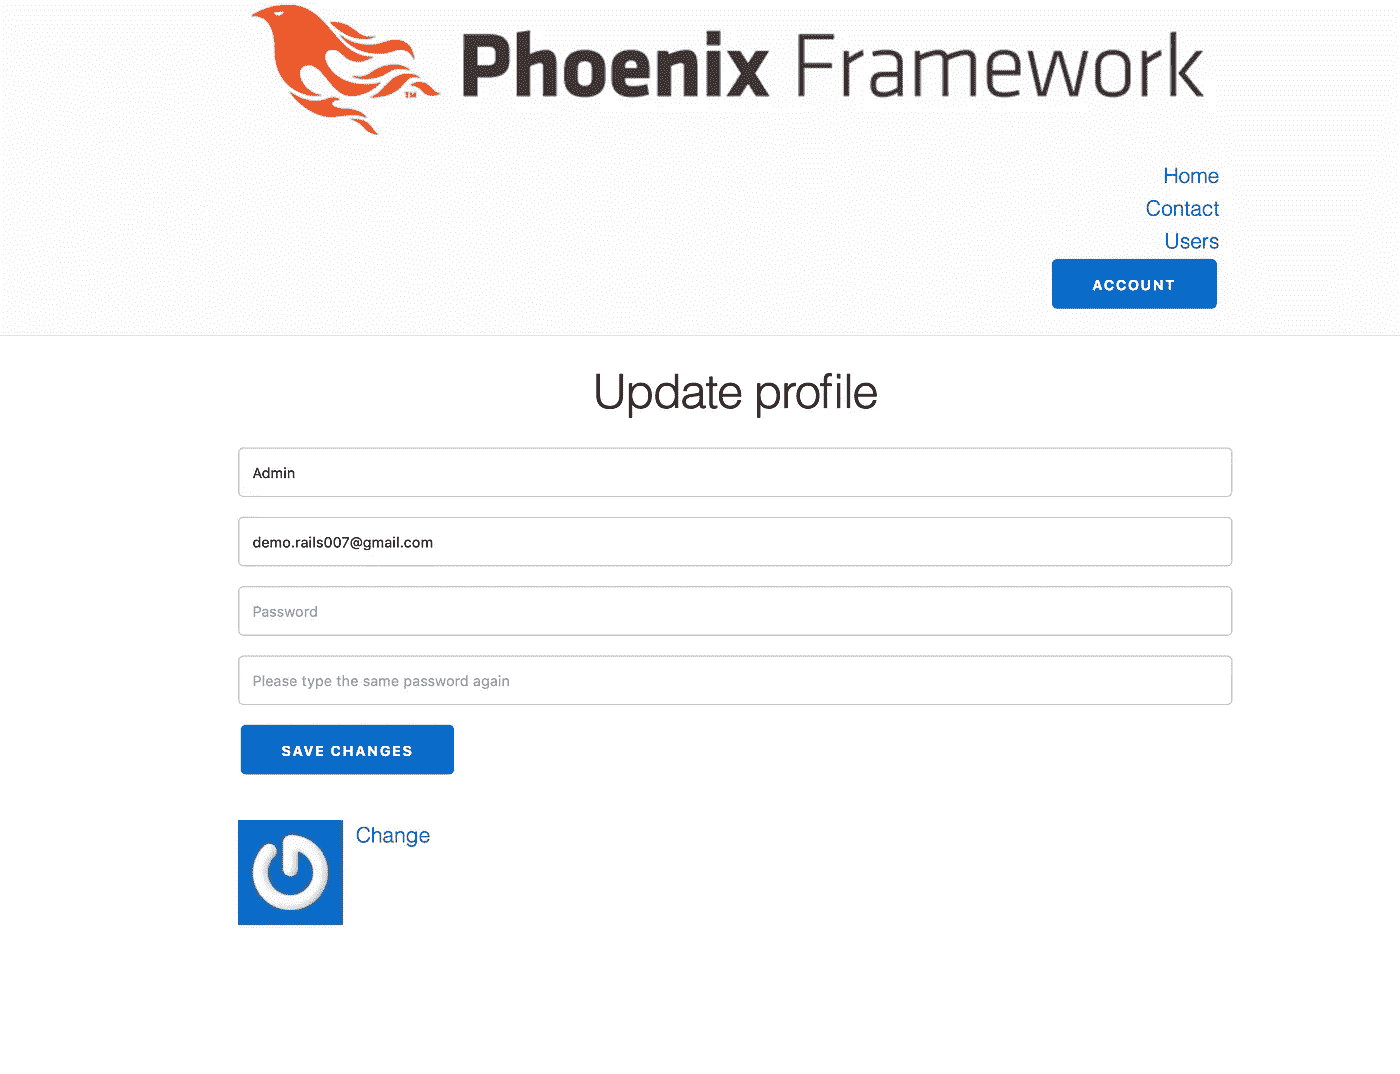 Phoenix Framework
TM
Home
Contact
Users
ACCOUNT
Update profile
Admin
demo.rails007@gmail.com
Password
Please type the same password again
SAVE CHANGES
Change